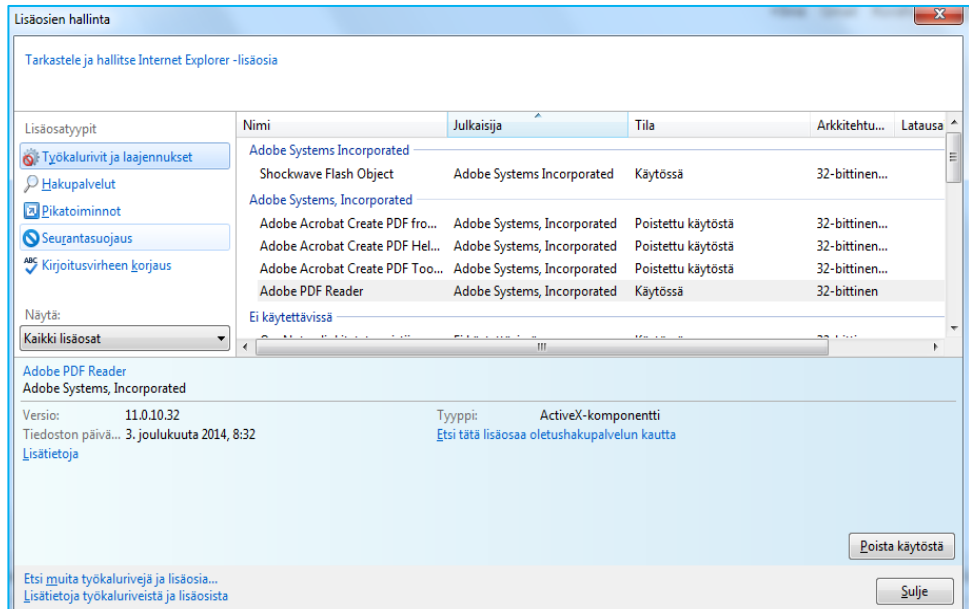 Lisäosien hallinta
Tarkastele ja hallitse Internet Explorer -lisäosia
Lisäosatyypit
Työkalurivit ja laajennukset
Hakupalvelut
Pikatoiminnot
Seurantasuojaus
ABC Kirjoitusvirheen korjaus
Näytä:
Kaikki lisäosat
Nimi Julkaisija Tila Arkkitehtu... Latausa
Adobe Systems Incorporated
Shockwave Flash Object Adobe Systems Incorporated Käytössä 32-bittinen...
Adobe Systems, Incorporated
Adobe Acrobat Create PDF fro... Adobe Systems, Incorporated Poistettu käytöstä 32-bittinen...
Adobe Acrobat Create PDF Hel... Adobe Systems, Incorporated Poistettu käytöstä 32-bittinen...
Adobe Acrobat Create PDF Too... Adobe Systems, Incorporated Poistettu käytöstä 32-bittinen...
Adobe PDF Reader Adobe Systems, Incorporated Käytössä 32-bittinen
Ei käytettävissä
Adobe PDF Reader
Adobe Systems, Incorporated
Versio: 11.0.10.32 Tyyppi: ActiveX-komponentti
Tiedoston päivä... 3. joulukuuta 2014, 8:32 Etsi tätä lisäosaa oletushakupalvelun kautta
Lisätietoja
Poista käytöstä
Etsi muita työkalurivejä ja lisäosia...
Lisätietoja työkaluriveistä ja lisäosista
Sulje